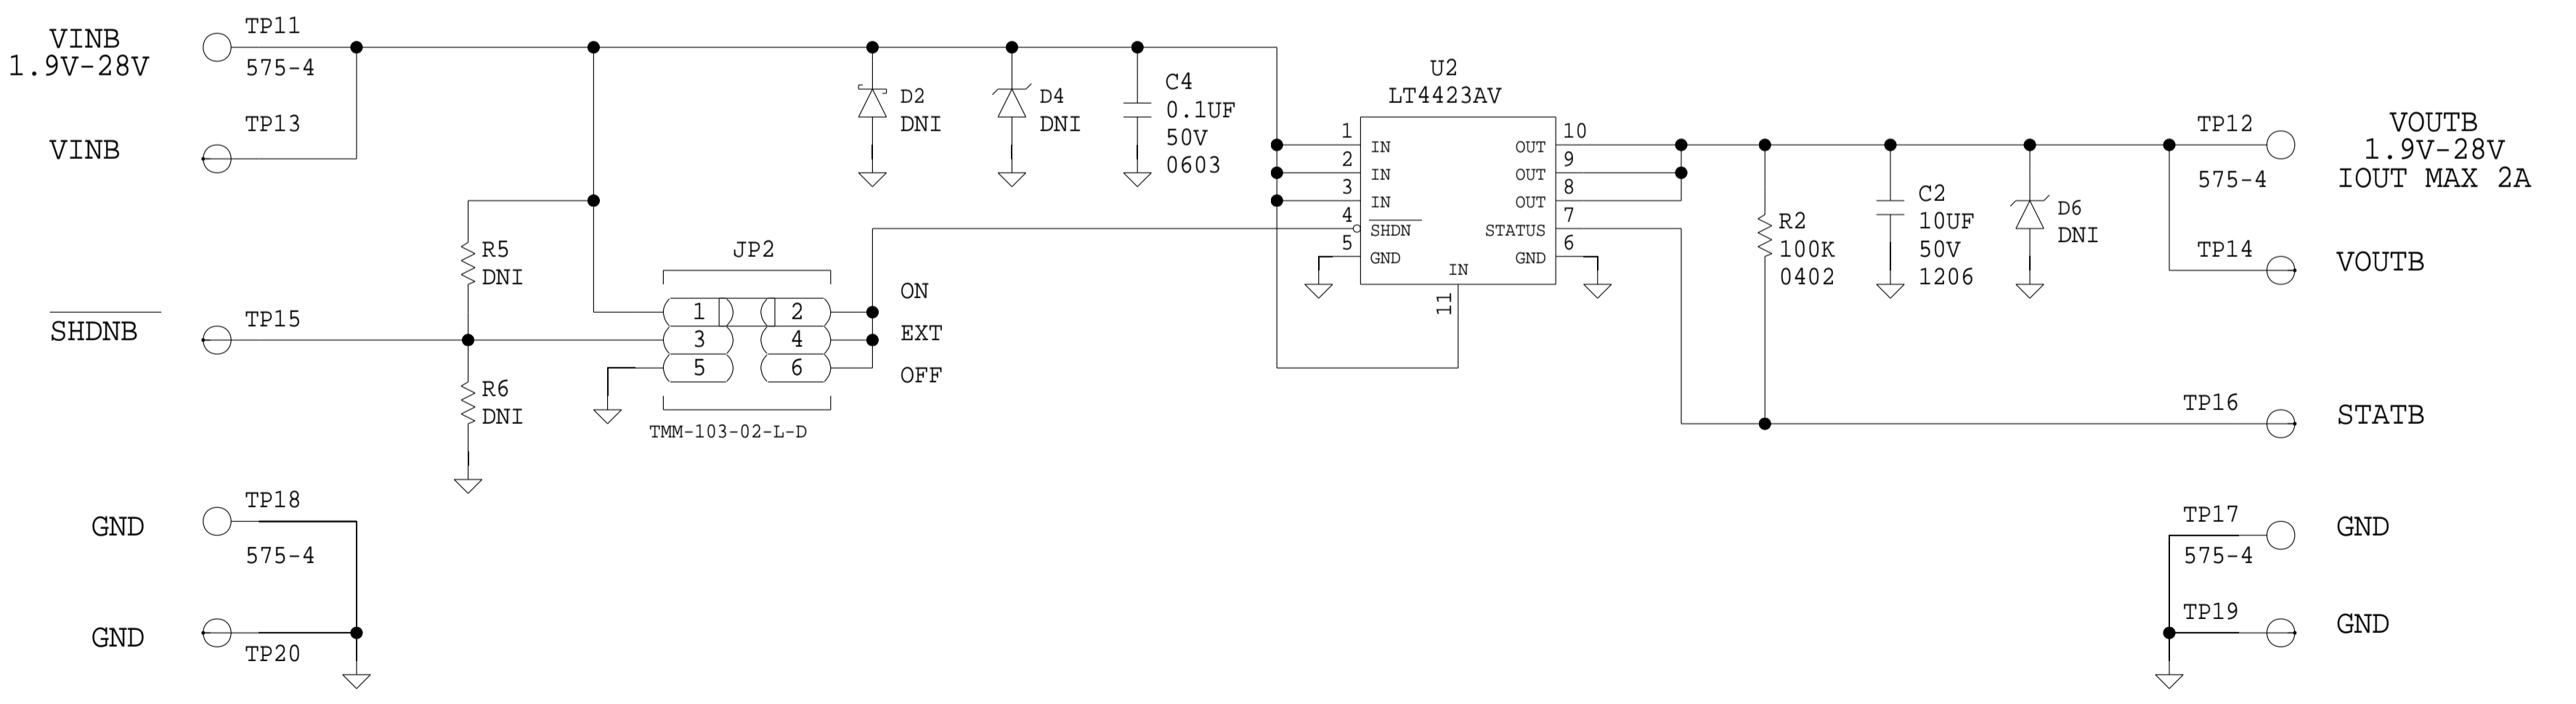 VINB
1.9V-28V
TP11
575-4
VINB
TP13
SHDNB
TP15
R5
DNI
R6
DNI
JP2
1
2
3
4
5
6
TMM-103-02-L-D
ON
EXT
OFF
D2
DNI
D4
DNI
C4
0.1UF
50V
0603
U2
LT4423AV
1
IN
2
IN
3
IN
4
SHDN
5
GND
IN
11
OUT
10
OUT
9
OUT
8
STATUS
7
GND
6
R2
100K
0402
C2
10UF
50V
1206
D6
DNI
TP12
575-4
VOUTB
1.9V-28V
IOUT MAX 2A
TP14
VOUTB
TP16
STATB
GND
TP18
575-4
GND
TP20
TP17
575-4
GND
TP19
GND